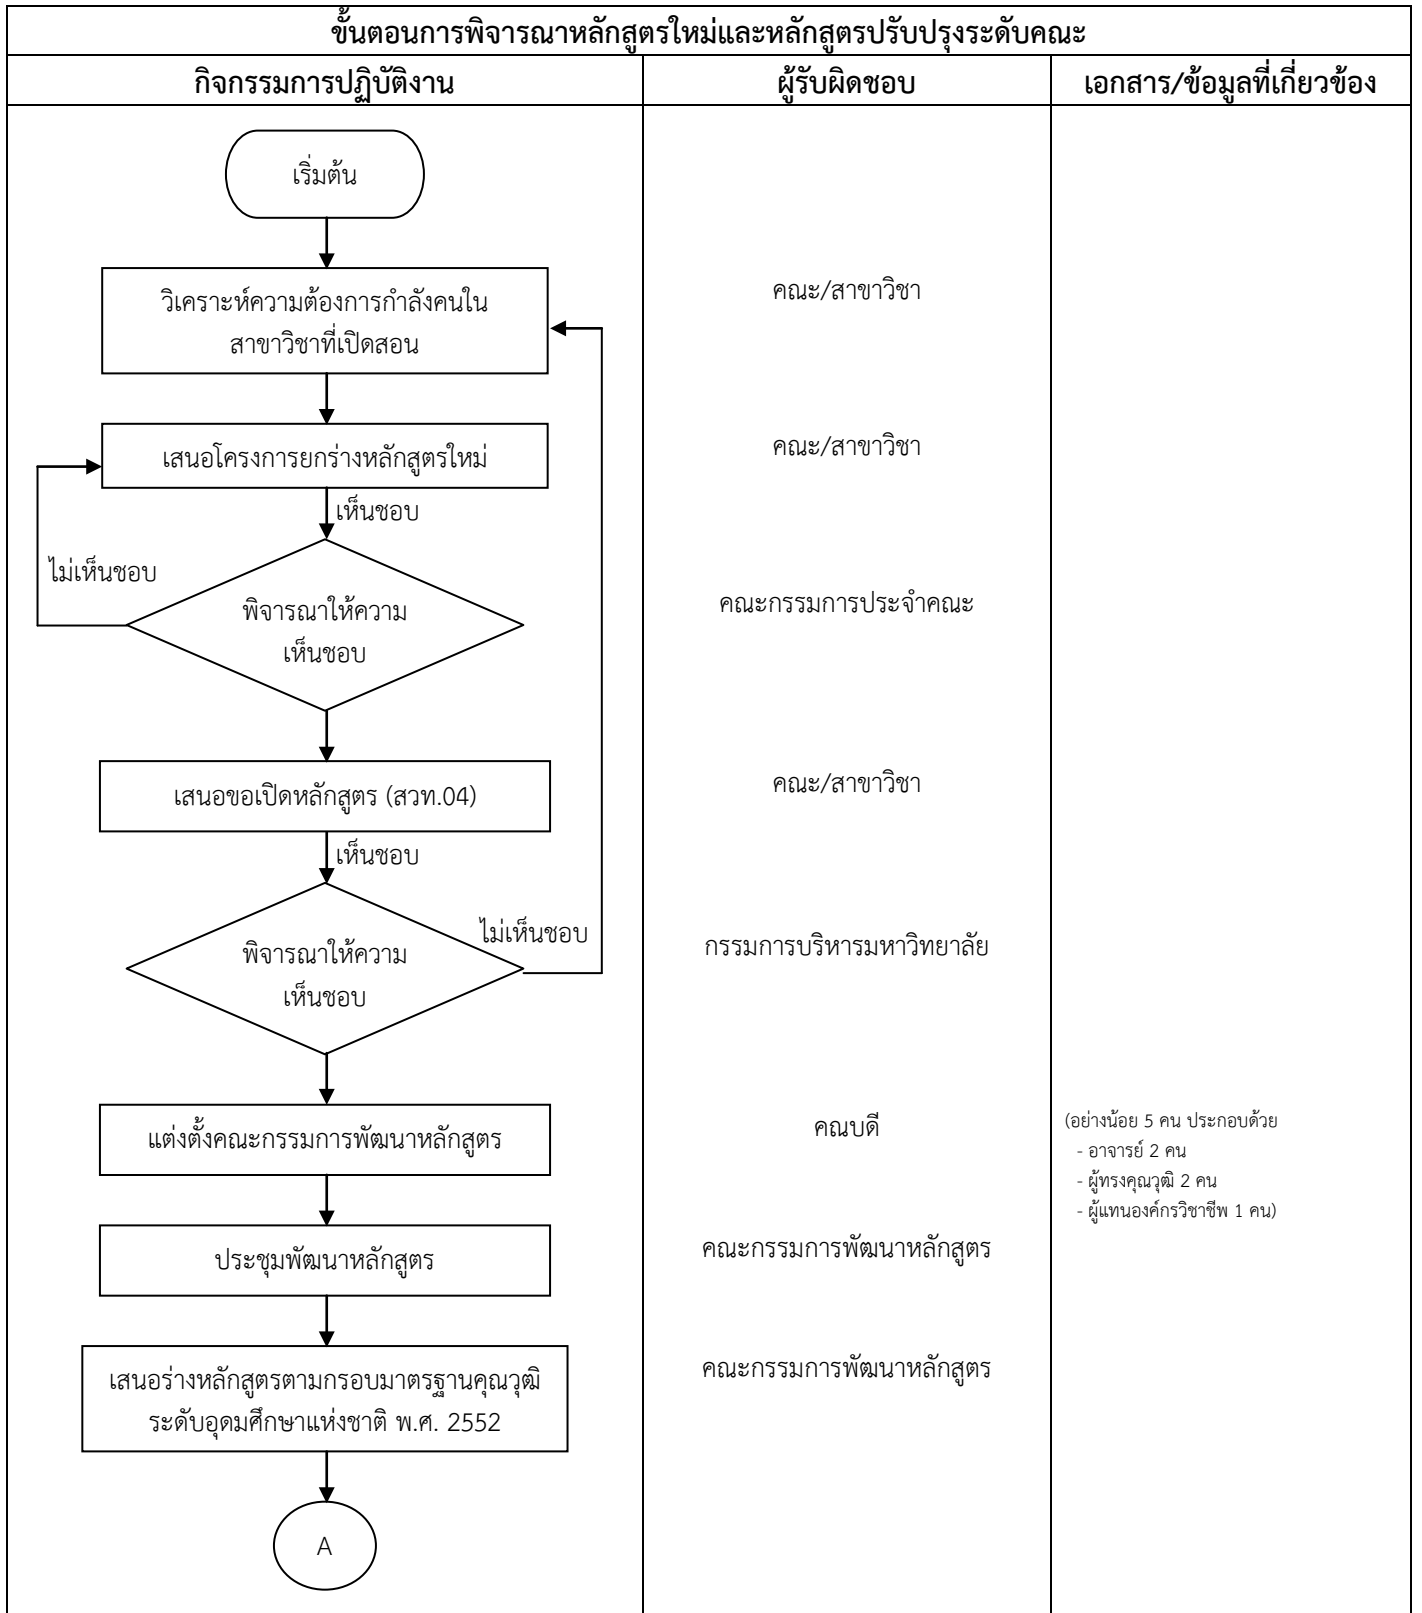 ขั้นตอนการพิจารณาหลักสูตรใหม่และหลักสูตรปรับปรุงระดับคณะ
กิจกรรมการปฏิบัติงาน
ผู้รับผิดชอบ
เอกสาร/ข้อมูลที่เกี่ยวข้อง
เริ่มต้น
วิเคราะห์ความต้องการกำลังคนใน
สาขาวิชาที่เปิดสอน
คณะ/สาขาวิชา
เสนอโครงการยกร่างหลักสูตรใหม่
คณะ/สาขาวิชา
เห็นชอบ
ไม่เห็นชอบ
พิจารณาให้ความ
เห็นชอบ
คณะกรรมการประจำคณะ
เสนอขอเปิดหลักสูตร (สวท.04)
คณะ/สาขาวิชา
เห็นชอบ
ไม่เห็นชอบ
พิจารณาให้ความ
เห็นชอบ
กรรมการบริหารมหาวิทยาลัย
แต่งตั้งคณะกรรมการพัฒนาหลักสูตร
คณบดี
(อย่างน้อย 5 คน ประกอบด้วย
- อาจารย์ 2 คน
- ผู้ทรงคุณวุฒิ 2 คน
- ผู้แทนองค์กรวิชาชีพ 1 คน)
ประชุมพัฒนาหลักสูตร
คณะกรรมการพัฒนาหลักสูตร
เสนอร่างหลักสูตรตามกรอบมาตรฐานคุณวุฒิ
ระดับอุดมศึกษาแห่งชาติ พ.ศ. 2552
คณะกรรมการพัฒนาหลักสูตร
A